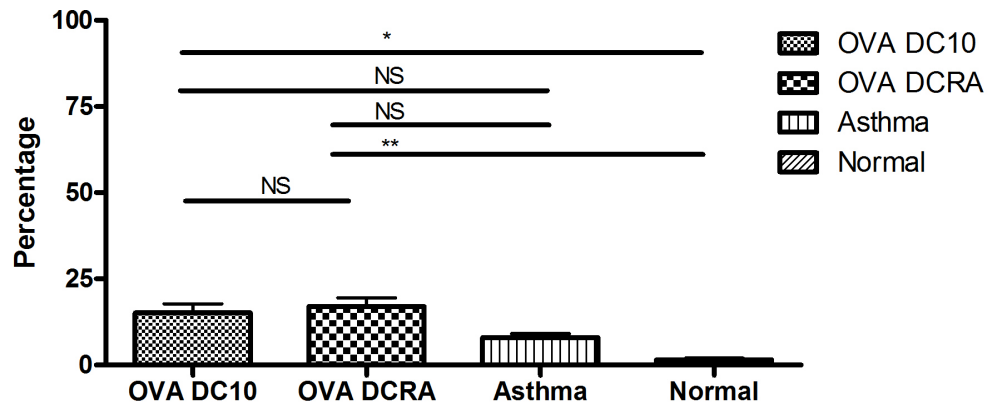 100
75
50
25
0
Percentage
*
NS
NS
**
NS
OVA DC10
OVA DCRA
Asthma
Normal
OVA DC10
OVA DCRA
Asthma
Normal